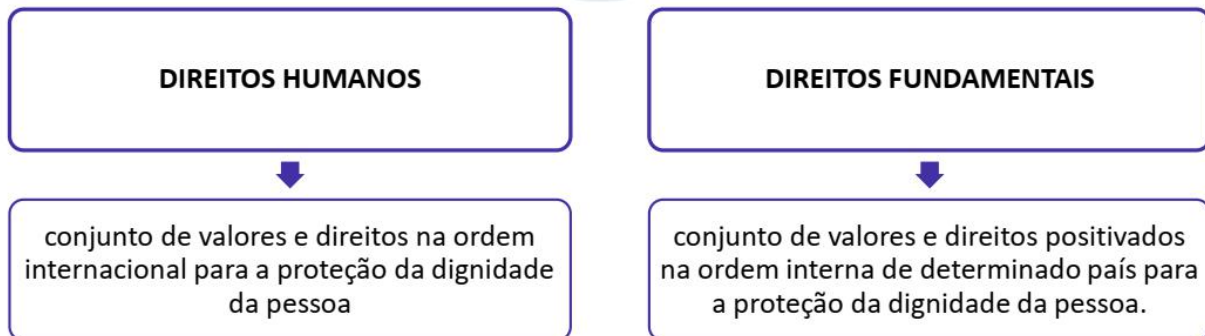 DIREITOS HUMANOS
conjunto de valores e direitos na ordem
internacional para a proteção da dignidade
da pessoa
DIREITOS FUNDAMENTAIS
conjunto de valores e direitos positivados
na ordem interna de determinado país para
a proteção da dignidade da pessoa.